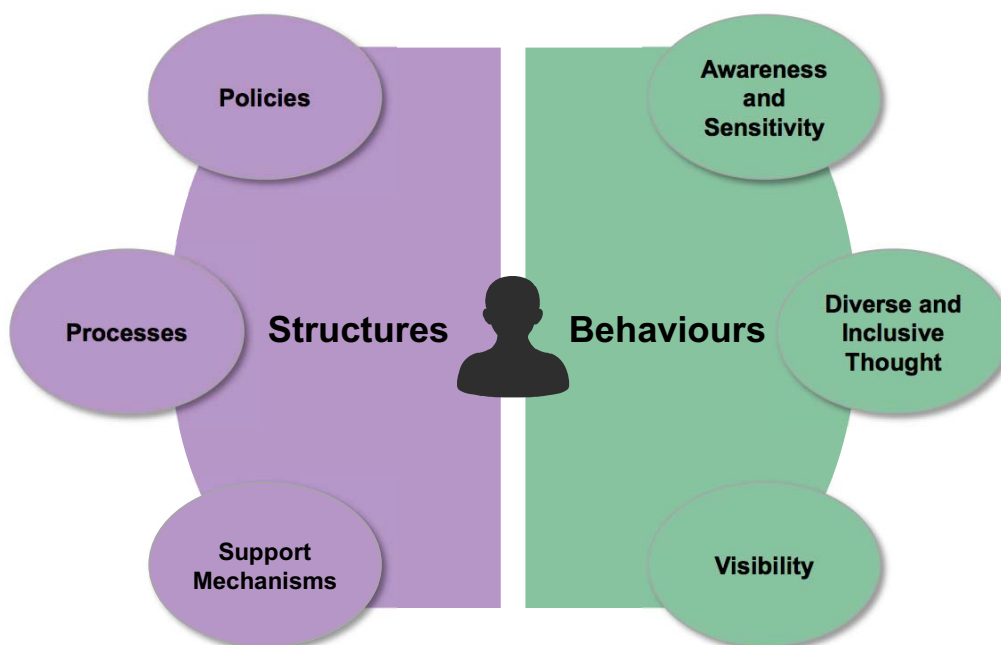 Policies
Processes
Support
Mechanisms
Structures
Behaviours
Awareness
and
Sensitivity
Diverse and
Inclusive
Thought
Visibility